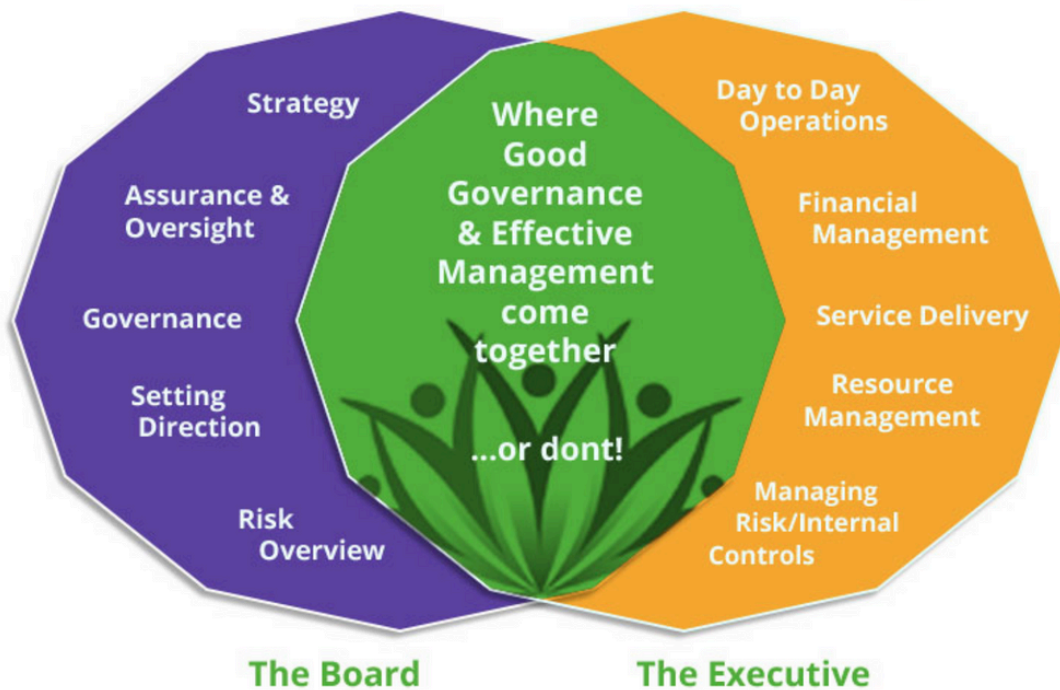 Strategy
Assurance &
Oversight
Governance
Setting
Direction
Risk
Overview
Where
Good
Governance
& Effective
Management
come
together
...or dont!
Day to Day
Operations
Financial
Management
Service Delivery
Resource
Management
Managing
Risk/Internal
Controls
The Board
The Executive